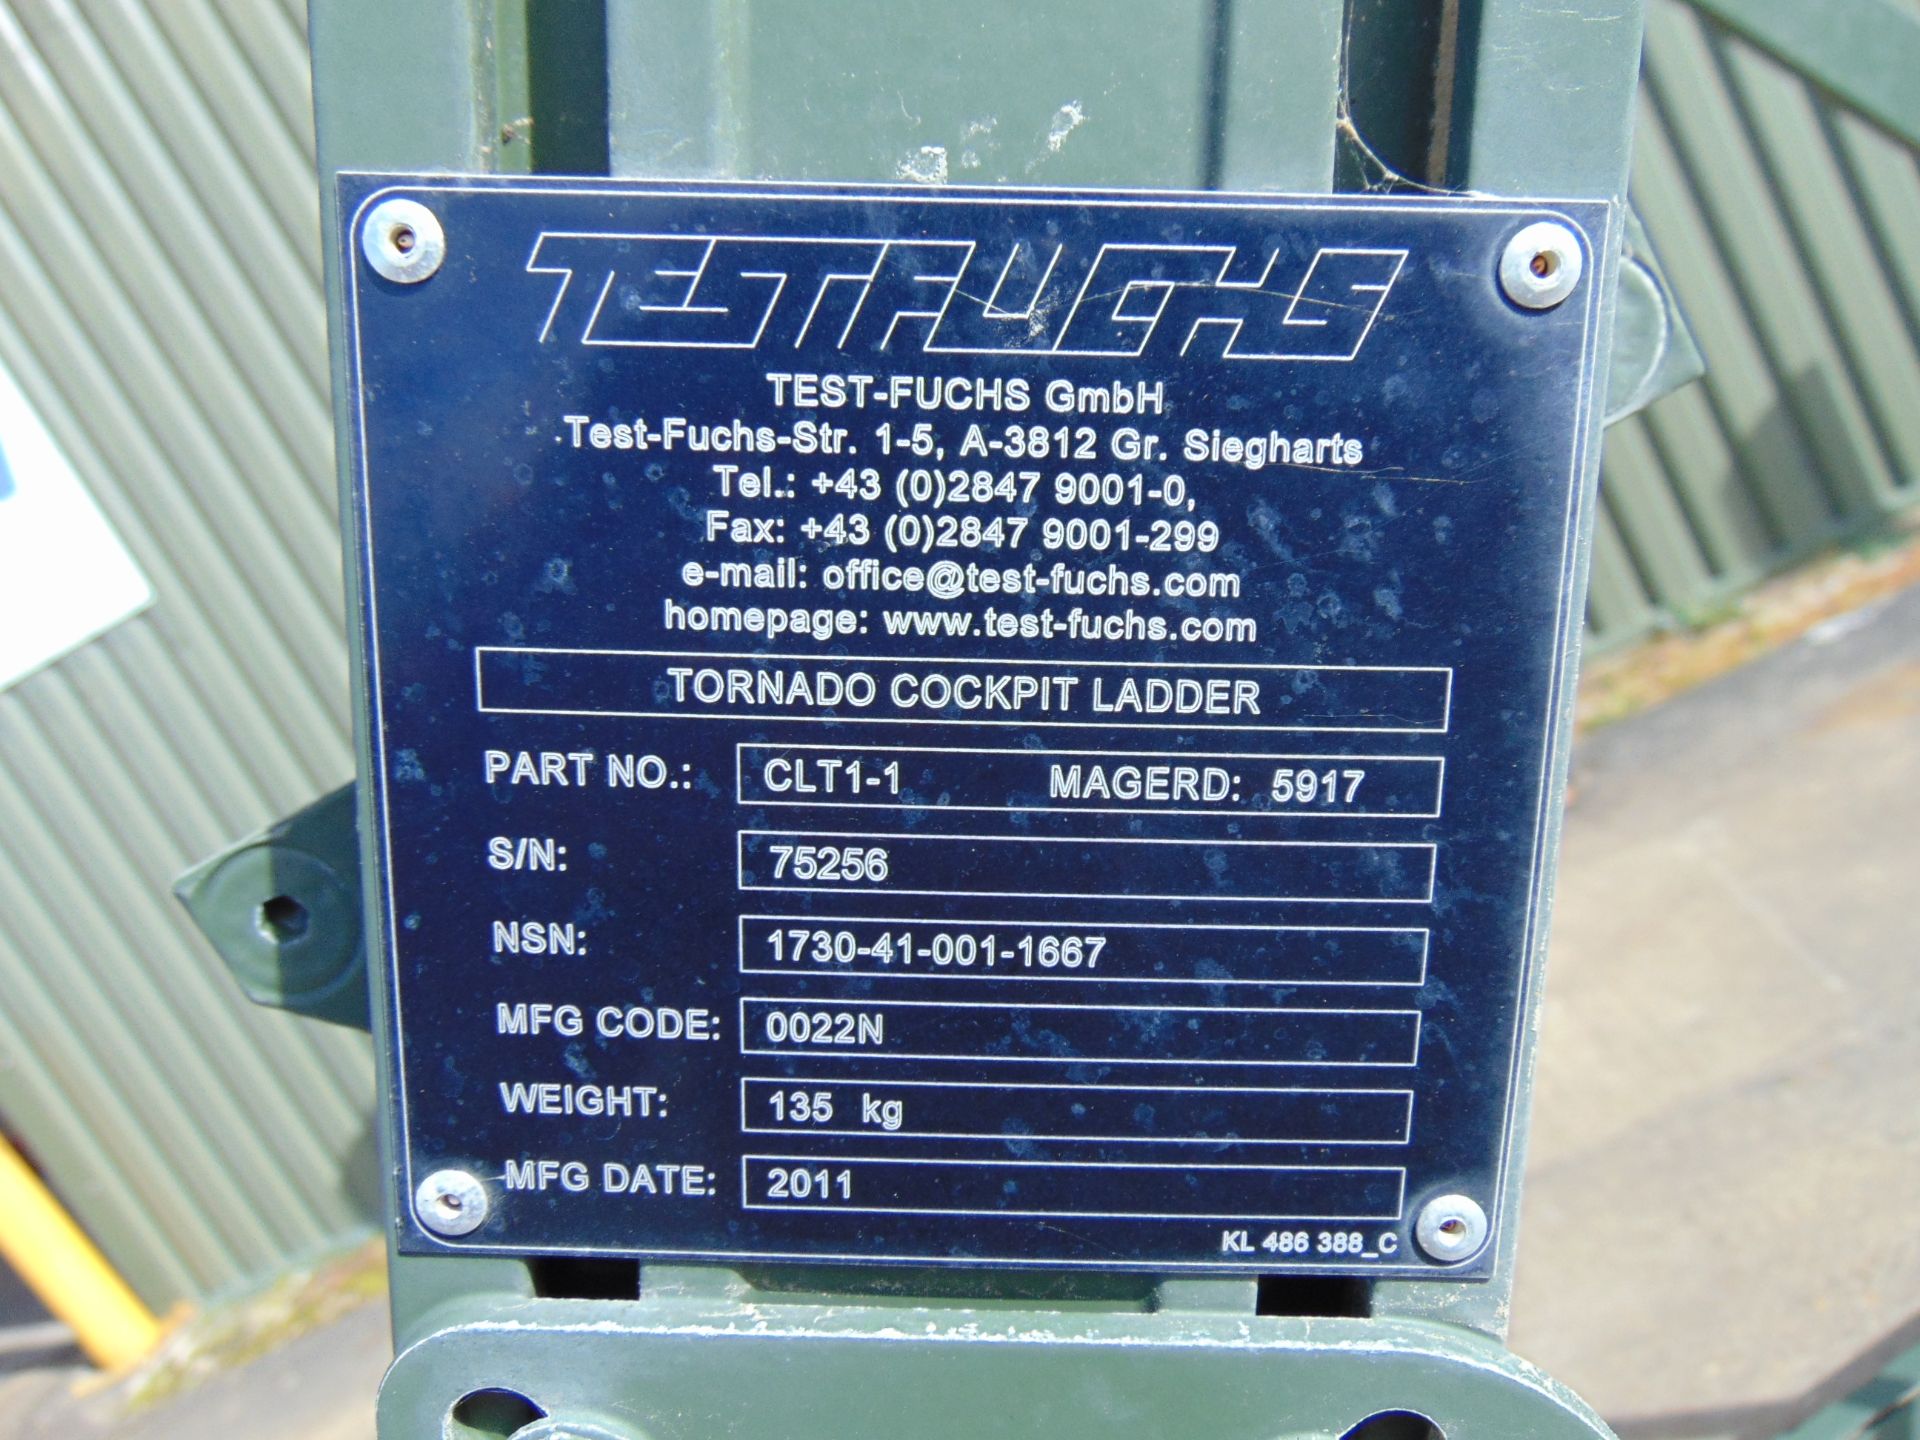 TESTFUCHS
TEST-FUCHS GmbH
Test-Fuchs-Str. 1-5, A-3812 Gr. Siegharts
Tel.: +43 (0)2847 9001-0,
Fax: +43 (0)2847 9001-299
e-mail: office@test-fuchs.com
homepage: www.test-fuchs.com
TORNADO COCKPIT LADDER
PART NO.: CLT1-1 MAGERD: 5917
S/N: 75256
NSN: 1730-41-001-1667
MFG CODE: 0022N
WEIGHT: 135 kg
MFG DATE: 2011
KL 486 388_C